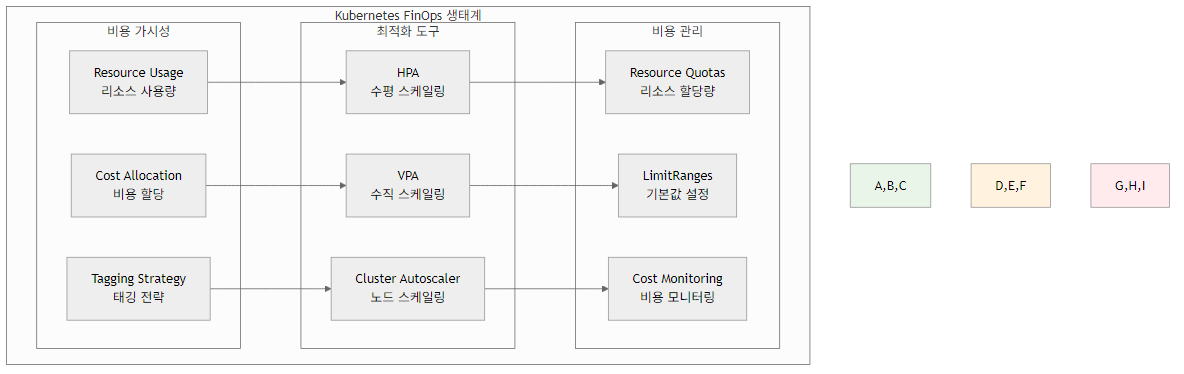 Kubernetes FinOps 생태계
비용 가시성
Resource Usage
리소스 사용량
Cost Allocation
비용 할당
Tagging Strategy
태깅 전략
최적화 도구
HPA
수평 스케일링
VPA
수직 스케일링
Cluster Autoscaler
노드 스케일링
비용 관리
Resource Quotas
리소스 할당량
LimitRanges
기본값 설정
Cost Monitoring
비용 모니터링
A,B,C
D,E,F
G,H,I